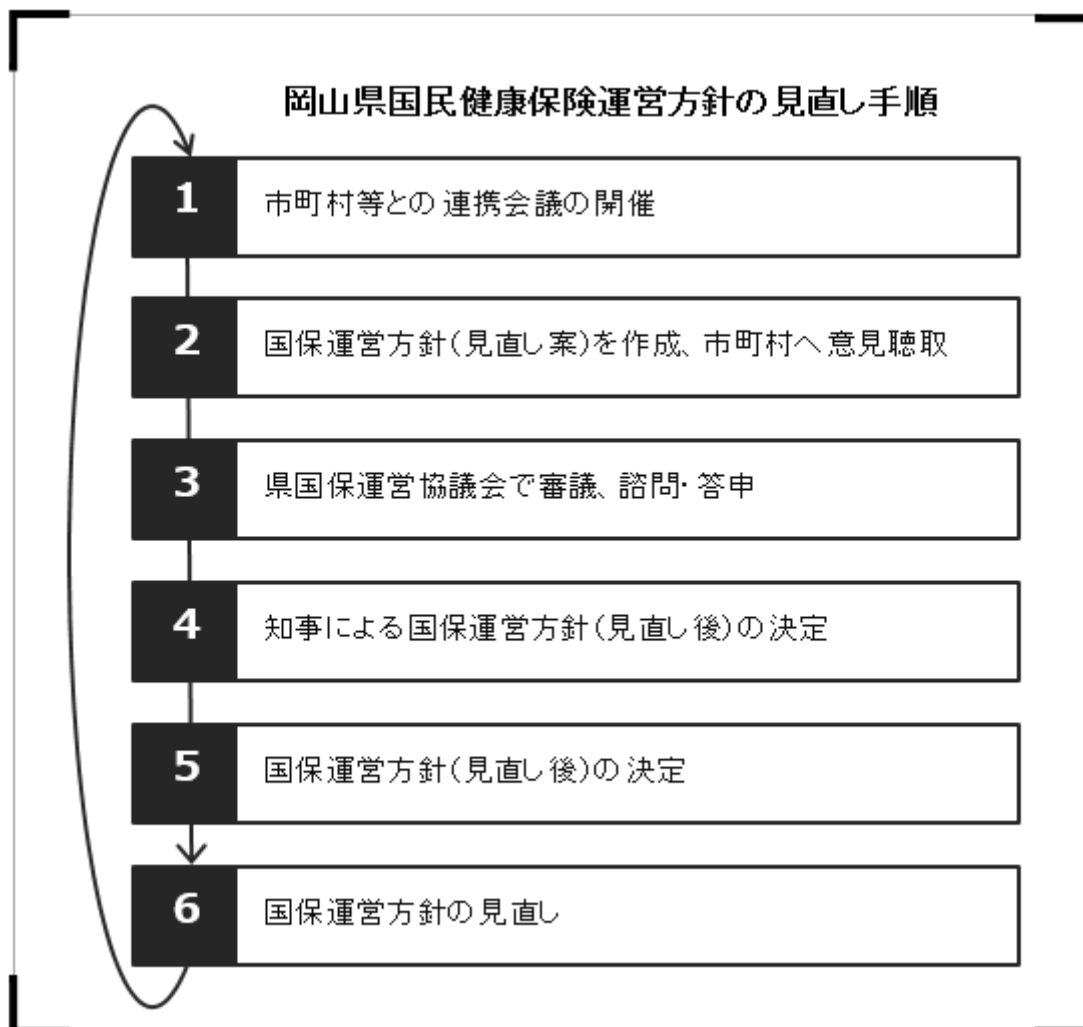 岡山県国民健康保険運営方針の見直し手順
1 市町村等との連携会議の開催
2 国保運営方針(見直し案)を作成、市町村へ意見聴取
3 県国保運営協議会で審議、諮問・答申
4 知事による国保運営方針(見直し後)の決定
5 国保運営方針(見直し後)の決定
6 国保運営方針の見直し